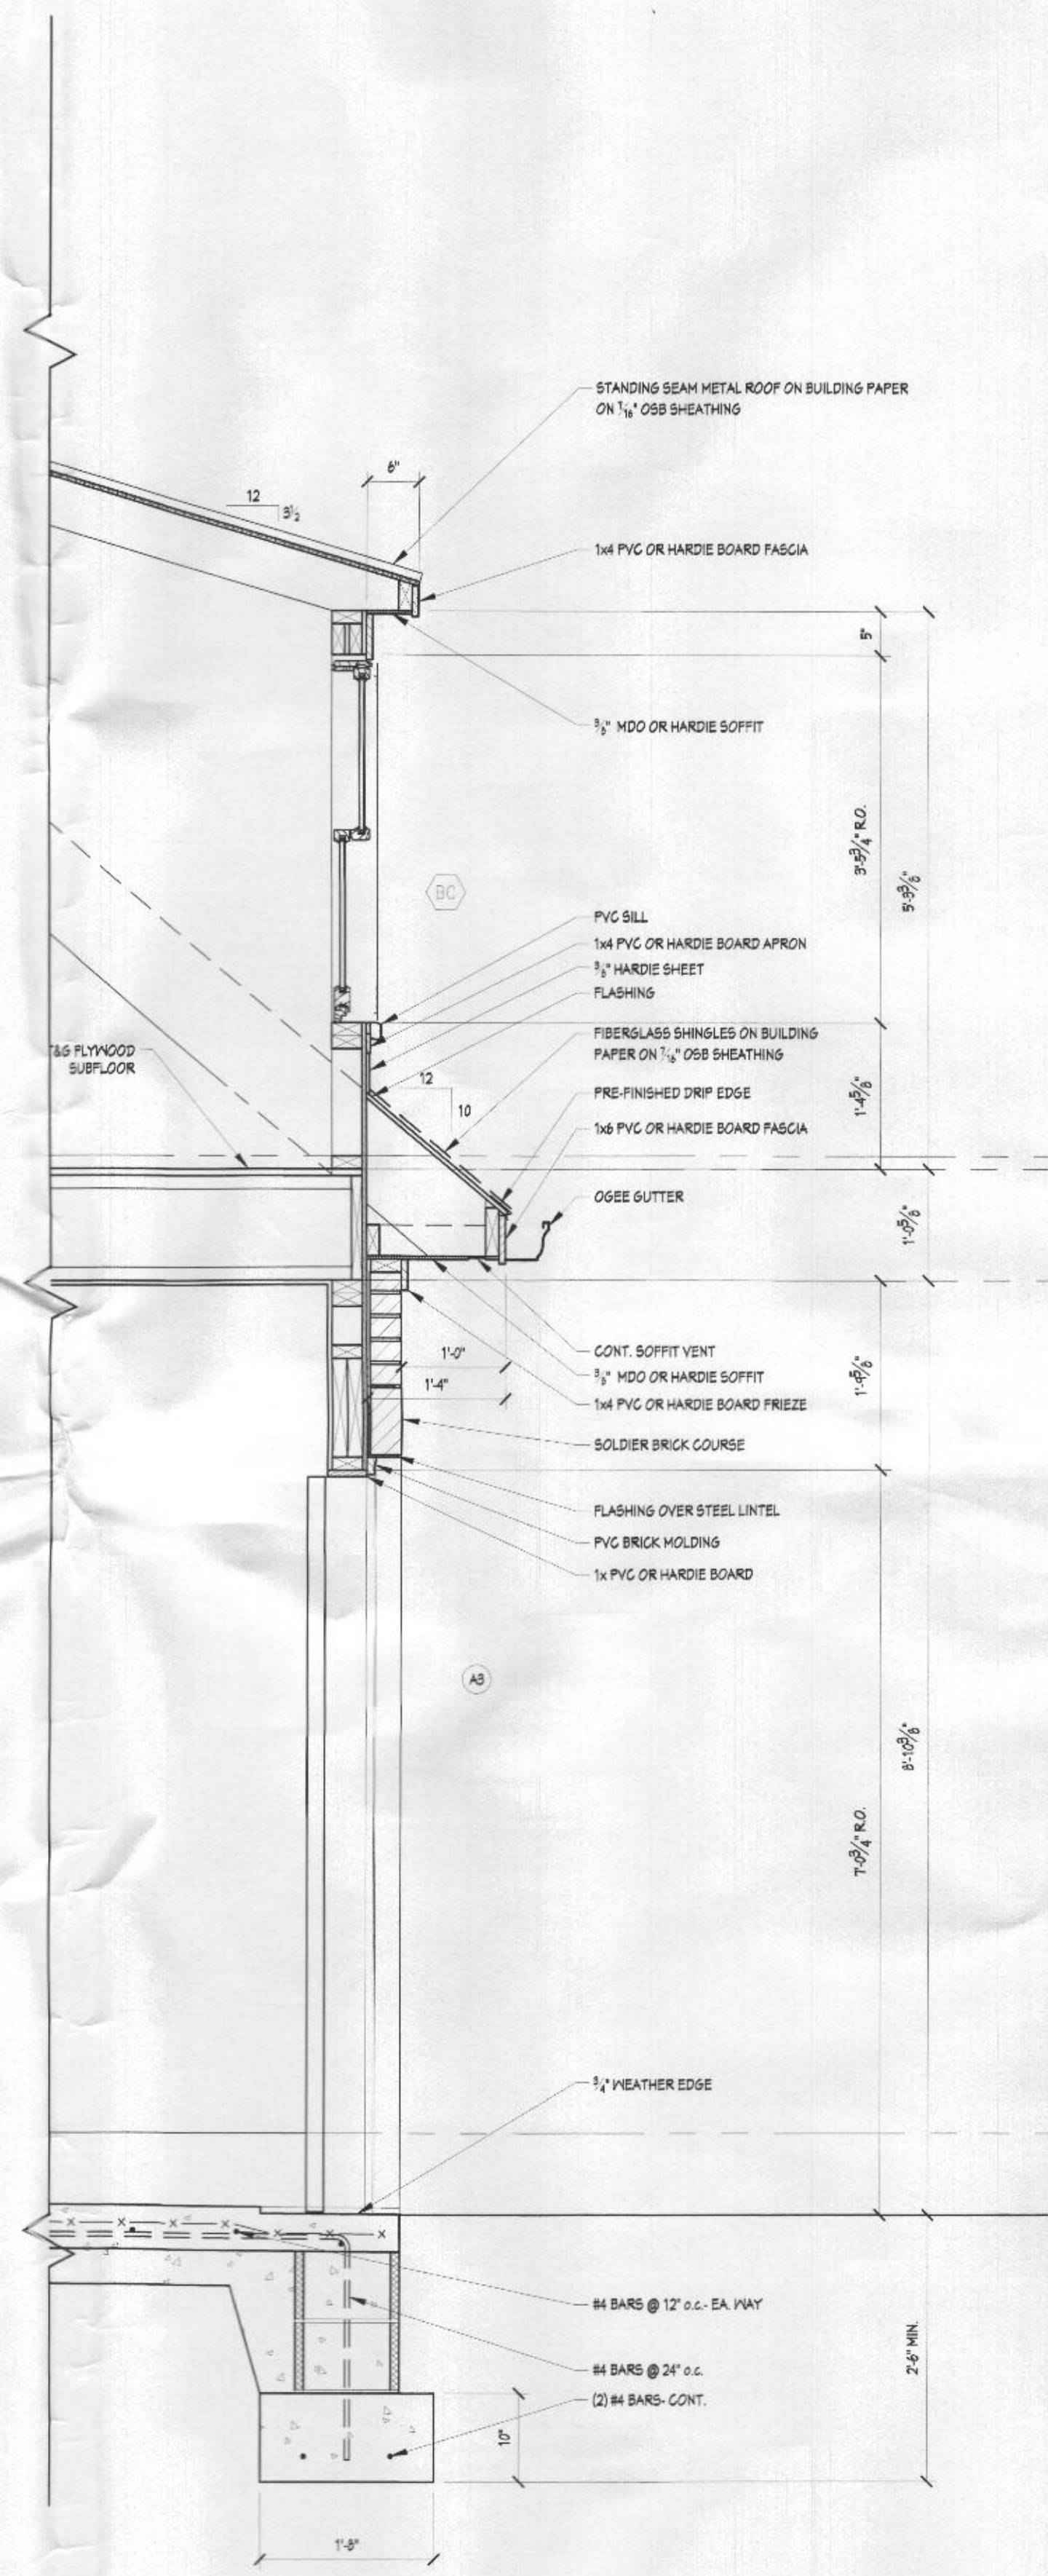 STANDING SEAM METAL ROOF ON BUILDING PAPER
ON 7/16" OSB SHEATHING
6"
12
3 1/2
1x4 PVC OR HARDIE BOARD FASCIA
5"
3/8" MDO OR HARDIE SOFFIT
3'-5 3/4" R.O.
5'-3 3/8"
BC
PVC SILL
1x4 PVC OR HARDIE BOARD APRON
3/8" HARDIE SHEET
FLASHING
FIBERGLASS SHINGLES ON BUILDING
PAPER ON 7/16" OSB SHEATHING
T&G PLYWOOD
SUBFLOOR
12
10
1'-4 5/8"
PRE-FINISHED DRIP EDGE
1x6 PVC OR HARDIE BOARD FASCIA
OGEE GUTTER
1'-0 5/8"
1'-0"
1'-4"
CONT. SOFFIT VENT
3/8" MDO OR HARDIE SOFFIT
1x4 PVC OR HARDIE BOARD FRIEZE
SOLDIER BRICK COURSE
FLASHING OVER STEEL LINTEL
PVC BRICK MOLDING
1x PVC OR HARDIE BOARD
A3
8'-10 3/8"
7'-0 3/4" R.O.
3/4" WEATHER EDGE
#4 BARS @ 12" o.c.- EA. WAY
#4 BARS @ 24" o.c.
(2) #4 BARS- CONT.
2'-6" MIN.
10"
1'-8"